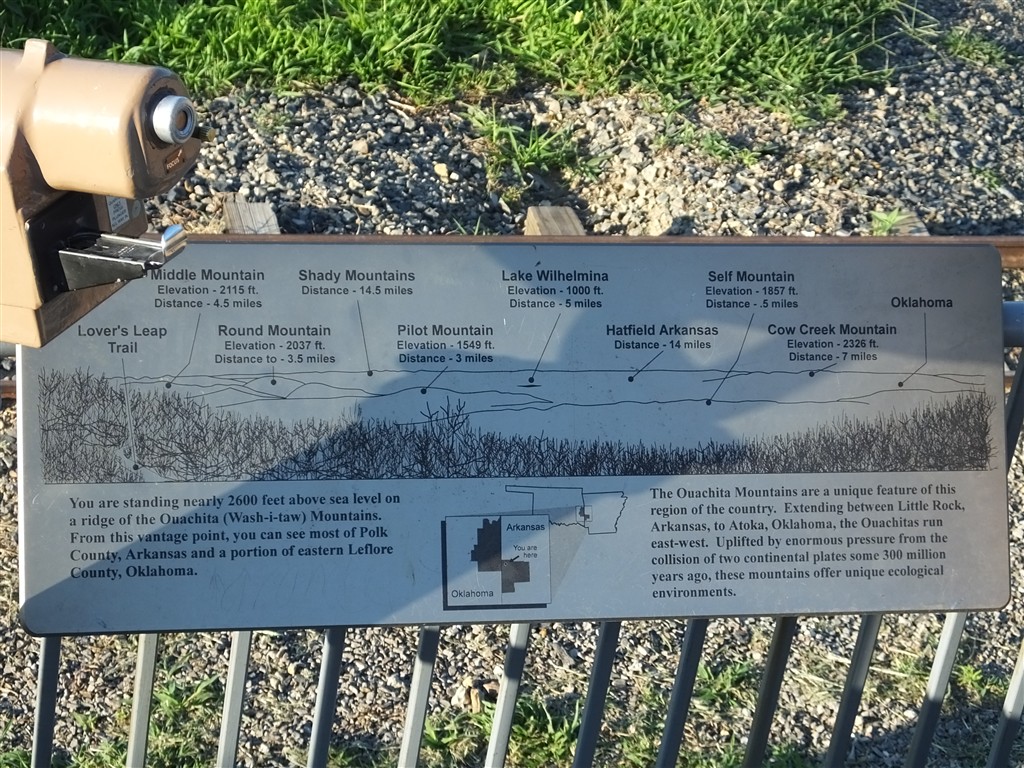 FOCUS
Middle Mountain
Elevation - 2115 ft.
Distance - 4.5 miles
Shady Mountains
Distance - 14.5 miles
Lake Wilhelmina
Elevation - 1000 ft.
Distance - 5 miles
Self Mountain
Elevation - 1857 ft.
Distance - .5 miles
Oklahoma
Lover's Leap
Trail
Round Mountain
Elevation - 2037 ft.
Distance to - 3.5 miles
Pilot Mountain
Elevation - 1549 ft.
Distance - 3 miles
Hatfield Arkansas
Distance - 14 miles
Cow Creek Mountain
Elevation - 2326 ft.
Distance - 7 miles
You are standing nearly 2600 feet above sea level on
a ridge of the Ouachita (Wash-i-taw) Mountains.
From this vantage point, you can see most of Polk
County, Arkansas and a portion of eastern Leflore
County, Oklahoma.
Arkansas
You are
here
Oklahoma
The Ouachita Mountains are a unique feature of this
region of the country. Extending between Little Rock,
Arkansas, to Atoka, Oklahoma, the Ouachitas run
east-west. Uplifted by enormous pressure from the
collision of two continental plates some 300 million
years ago, these mountains offer unique ecological
environments.